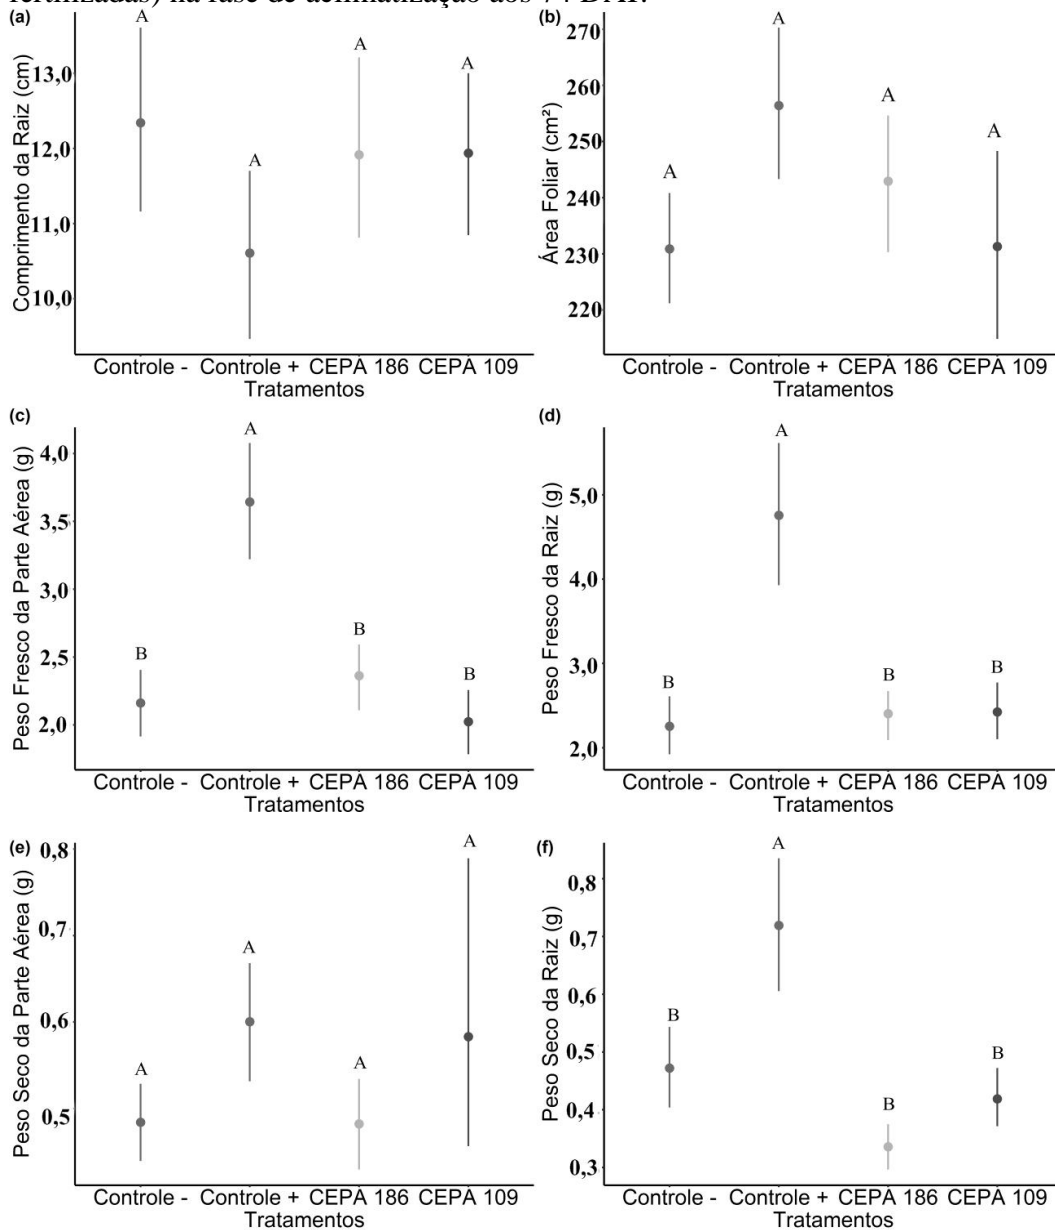 fertilizadas) na fase de aclimatização aos 74 DAP.
(a)
Comprimento da Raiz (cm)
13,0
12,0
11,0
10,0
A
A
A
A
Controle - Controle + CEPA 186 CEPA 109
Tratamentos
(b)
Área Foliar (cm²)
270
260
250
240
230
220
A
A
A
A
Controle - Controle + CEPA 186 CEPA 109
Tratamentos
(c)
Peso Fresco da Parte Aérea (g)
4,0
3,5
3,0
2,5
2,0
B
A
B
B
Controle - Controle + CEPA 186 CEPA 109
Tratamentos
(d)
Peso Fresco da Raiz (g)
5,0
4,0
3,0
2,0
B
A
B
B
Controle - Controle + CEPA 186 CEPA 109
Tratamentos
(e)
Peso Seco da Parte Aérea (g)
0,8
0,7
0,6
0,5
A
A
A
A
Controle - Controle + CEPA 186 CEPA 109
Tratamentos
(f)
Peso Seco da Raiz (g)
0,8
0,7
0,6
0,5
0,4
0,3
B
A
B
B
Controle - Controle + CEPA 186 CEPA 109
Tratamentos